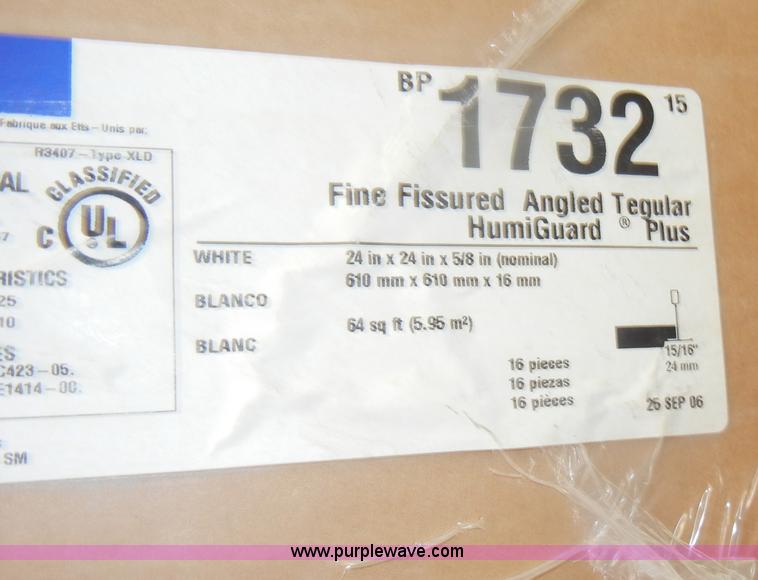 Fabrique aux Etts-Unis par:
R3407-Type XLD
AL
CLASSIFIED
C UL ®
7
RISTICS
25
10
ES
C423-05.
E1414-00.
SM
BP 1732 15
Fine Fissured Angled Tegular
HumiGuard ® Plus
WHITE 24 in x 24 in x 5/8 in (nominal)
610 mm x 610 mm x 16 mm
BLANCO
64 sq ft (5.95 m²)
BLANC
15/16"
24 mm
16 pieces
16 piezas
16 pièces
25 SEP 06
www.purplewave.com